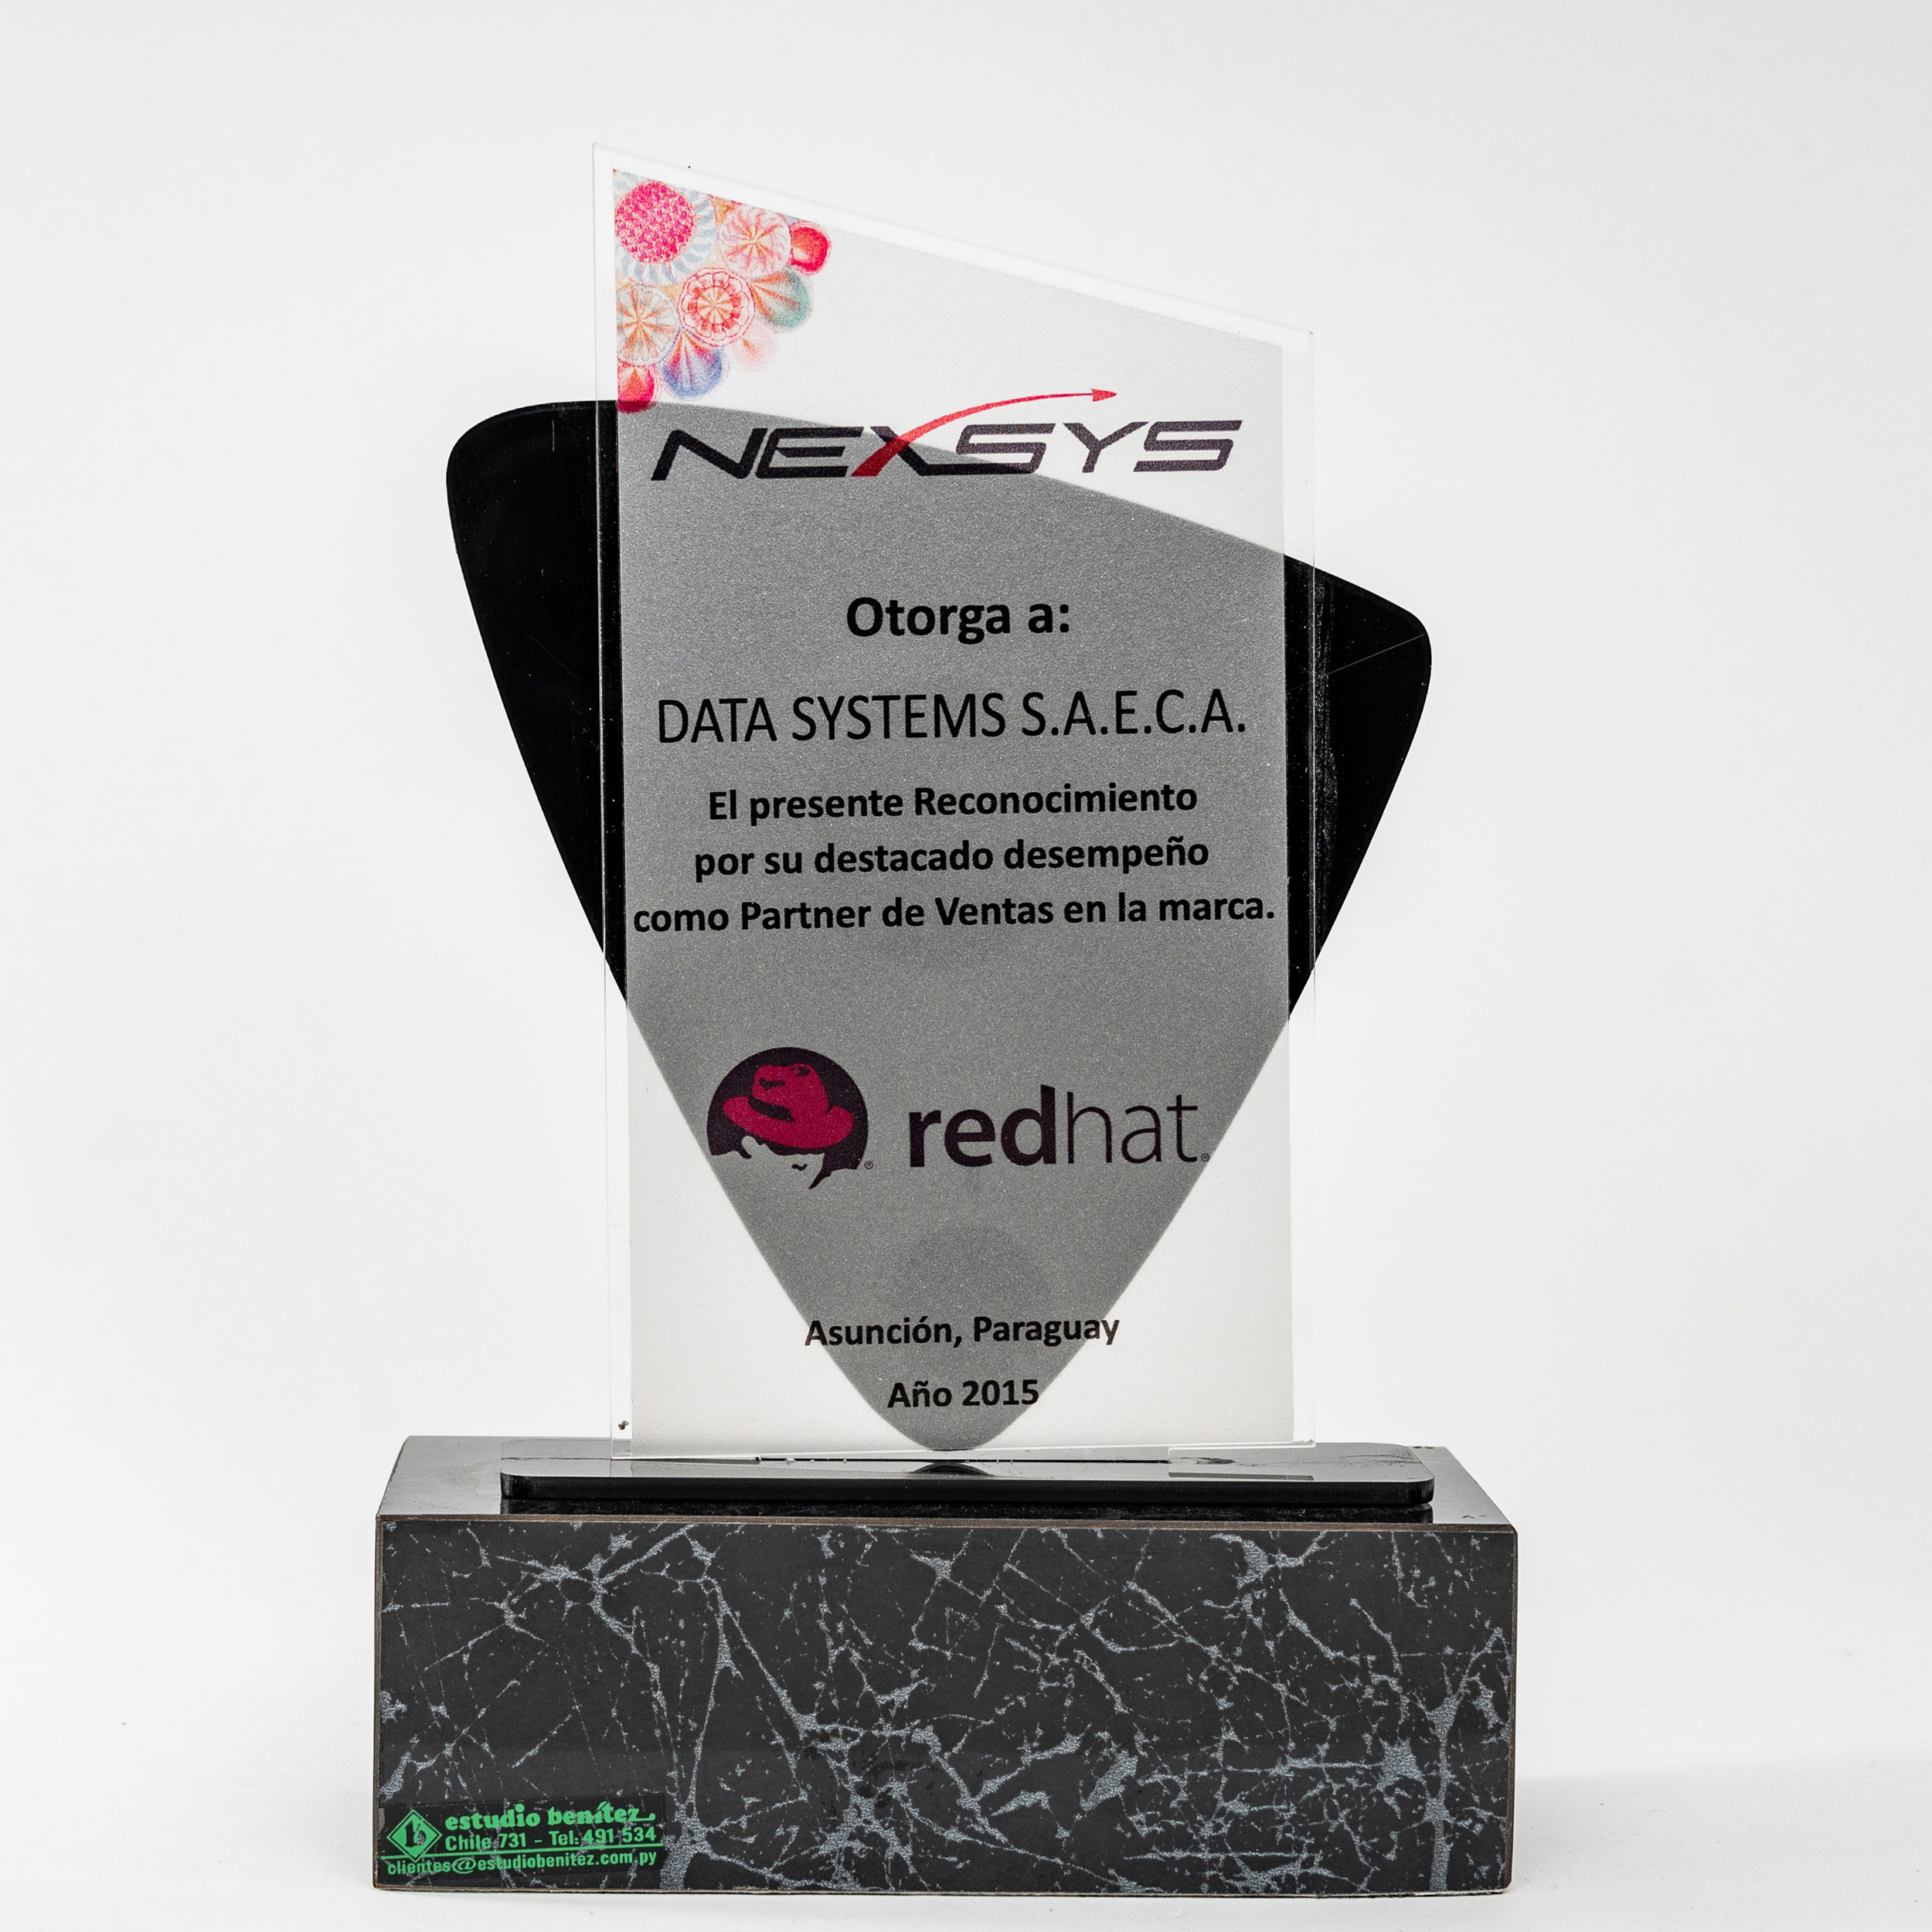 NEXSYS
Otorga a:
DATA SYSTEMS S.A.E.C.A.
El presente Reconocimiento
por su destacado desempeño
como Partner de Ventas en la marca.
redhat
Asunción, Paraguay
Año 2015
estudio benítez
Chile 731 - Tel: 491 534
clientes@estudiobenitez.com.py